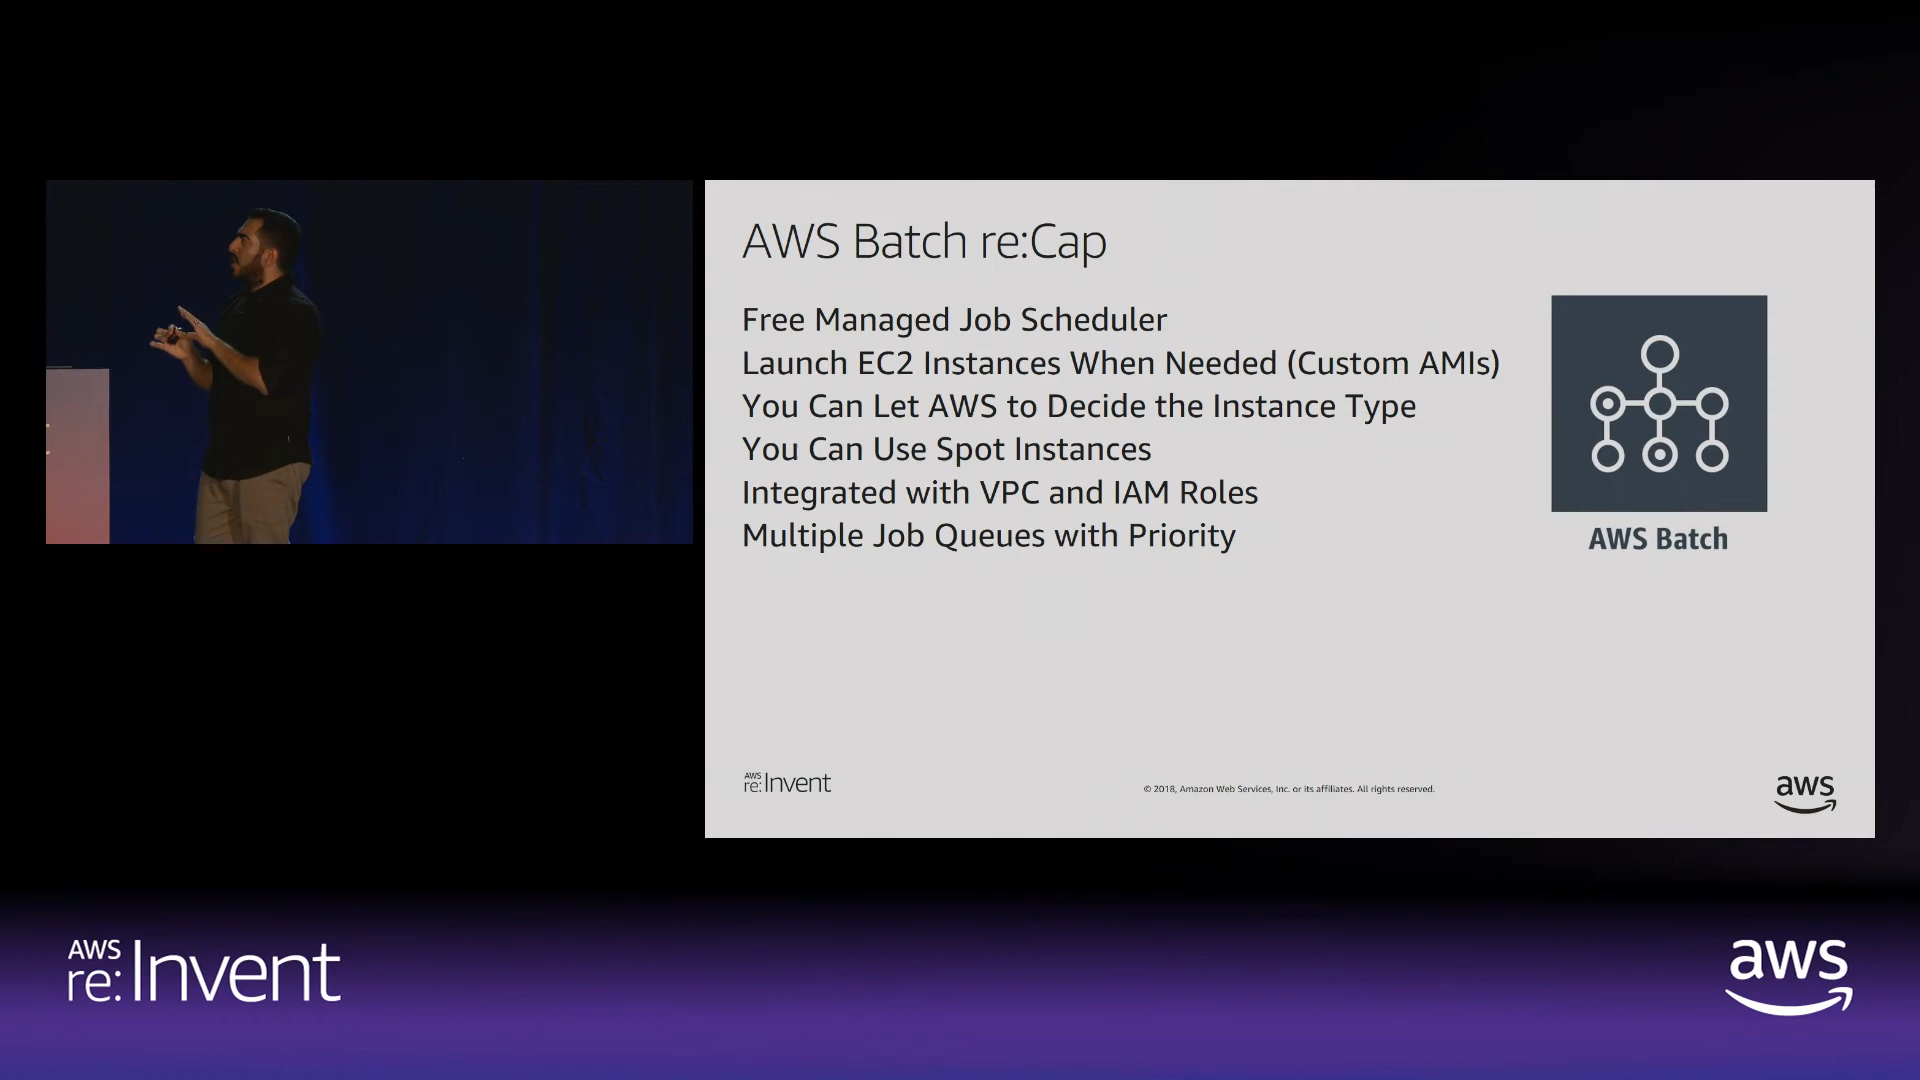 AWS Batch re:Cap
Free Managed Job Scheduler
Launch EC2 Instances When Needed (Custom AMIs)
You Can Let AWS to Decide the Instance Type
You Can Use Spot Instances
Integrated with VPC and IAM Roles
Multiple Job Queues with Priority
AWS Batch
AWS
re:Invent
© 2018, Amazon Web Services, Inc. or its affiliates. All rights reserved.
aws
AWS
re:Invent
aws